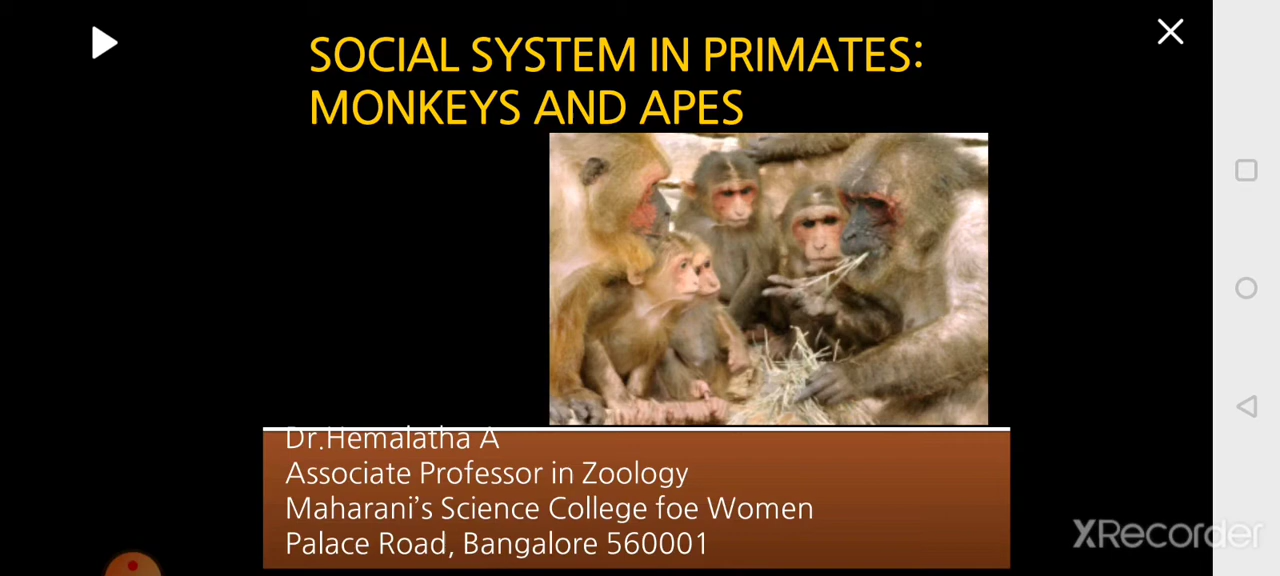 SOCIAL SYSTEM IN PRIMATES:
MONKEYS AND APES
Dr.Hemalatha A
Associate Professor in Zoology
Maharani's Science College foe Women
Palace Road, Bangalore 560001
XRecorder